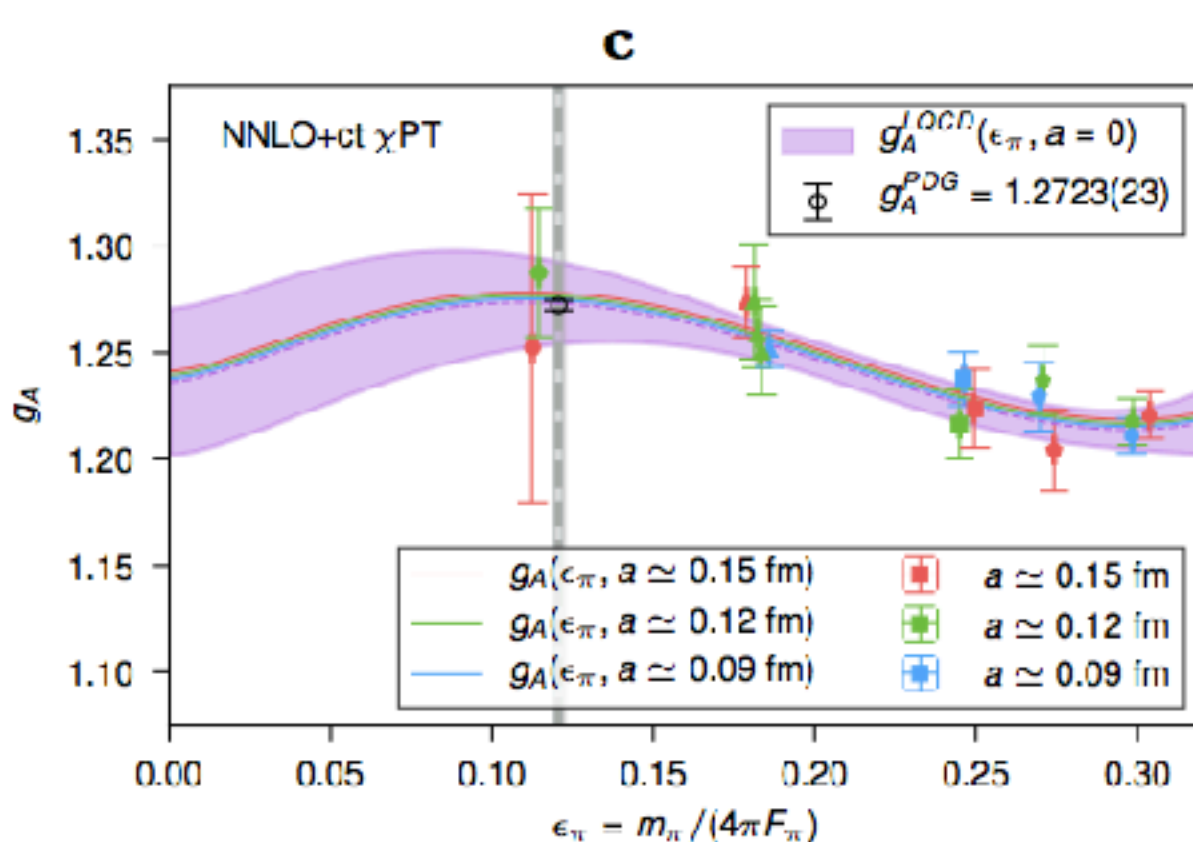 c
NNLO+ct χPT
g_A^{LQCD}(ϵ_π, a = 0)
g_A^{PDG} = 1.2723(23)
1.35
1.30
1.25
1.20
1.15
1.10
g_A
g_A(ϵ_π, a ≃ 0.15 fm)
g_A(ϵ_π, a ≃ 0.12 fm)
g_A(ϵ_π, a ≃ 0.09 fm)
a ≃ 0.15 fm
a ≃ 0.12 fm
a ≃ 0.09 fm
0.00 0.05 0.10 0.15 0.20 0.25 0.30
ϵ_π = m_π/(4πF_π)